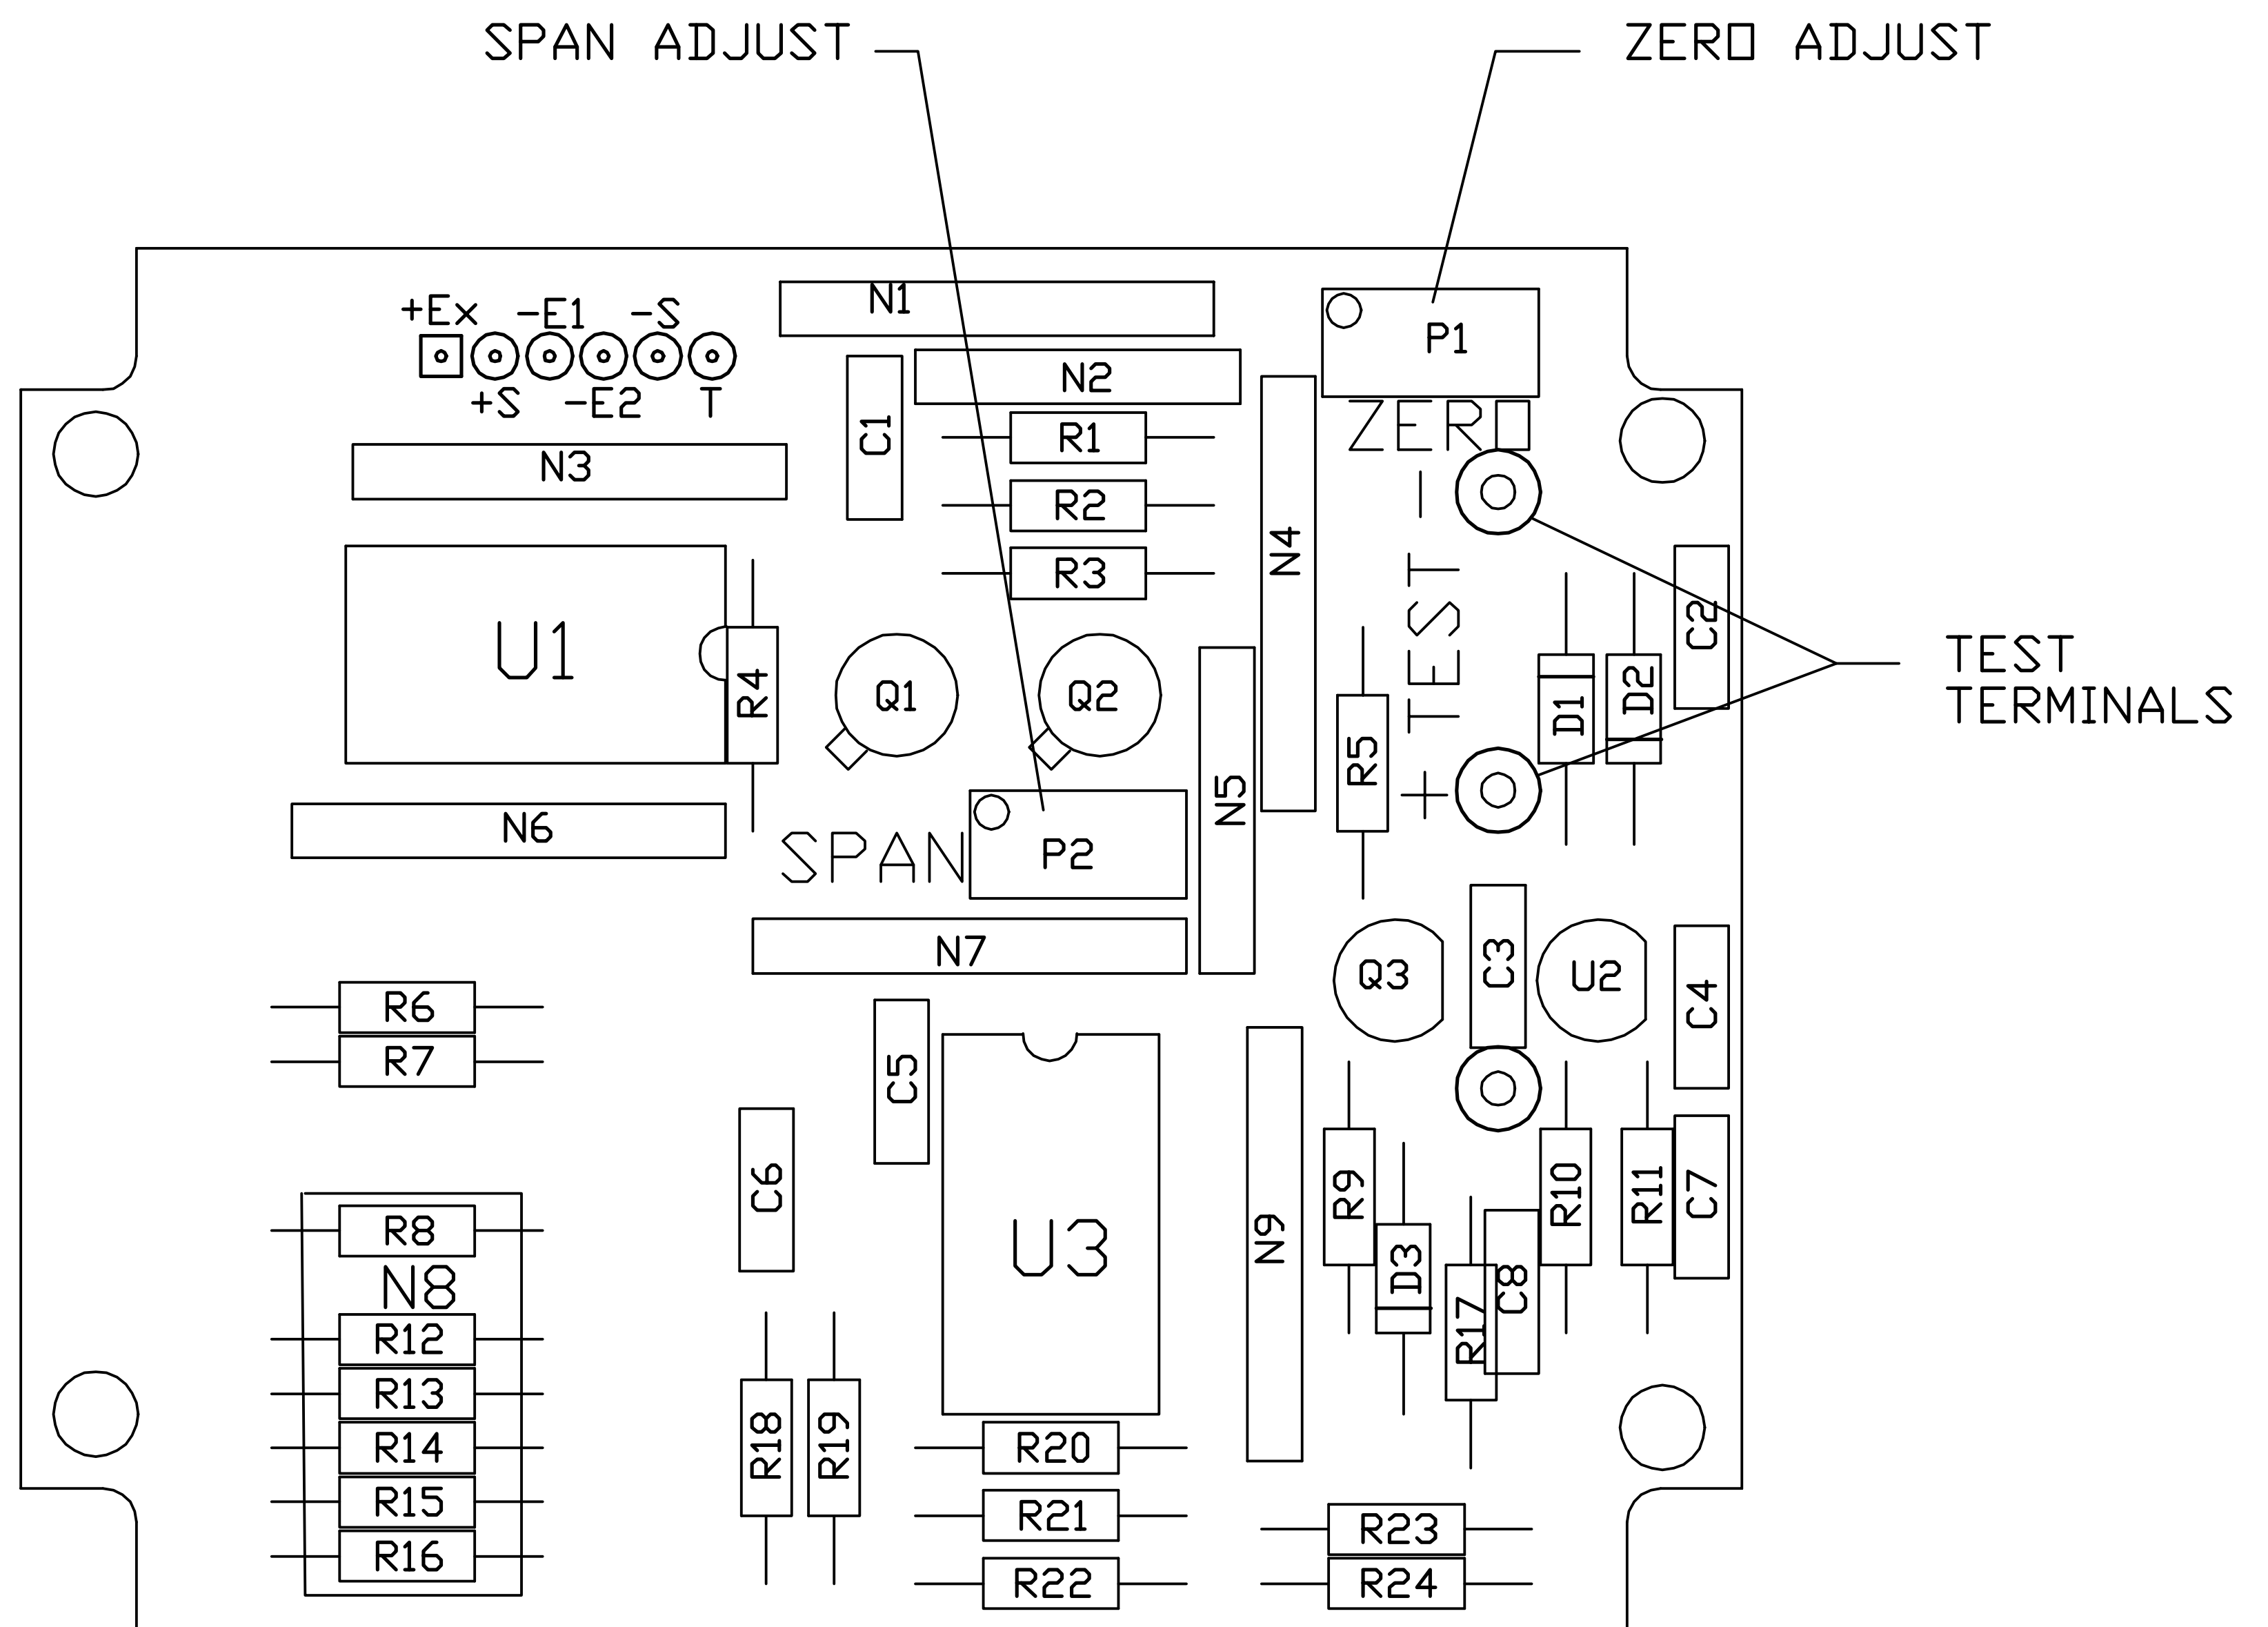 SPAN ADJUST
ZERO ADJUST
+Ex -E1 -S
+S -E2 T
N1
P1
N2
C1
R1
ZERO
N3
R2
N4
R3
- TEST +
C2
TEST
TERMINALS
U1
R4
Q1
Q2
D1
D2
R5
N5
N6
SPAN
P2
N7
Q3
C3
U2
C4
R6
R7
C5
C6
R9
R10
R11
C7
R8
U3
N9
D3
C8
N8
R17
R12
R13
R14
R18
R19
R20
R15
R21
R23
R16
R22
R24